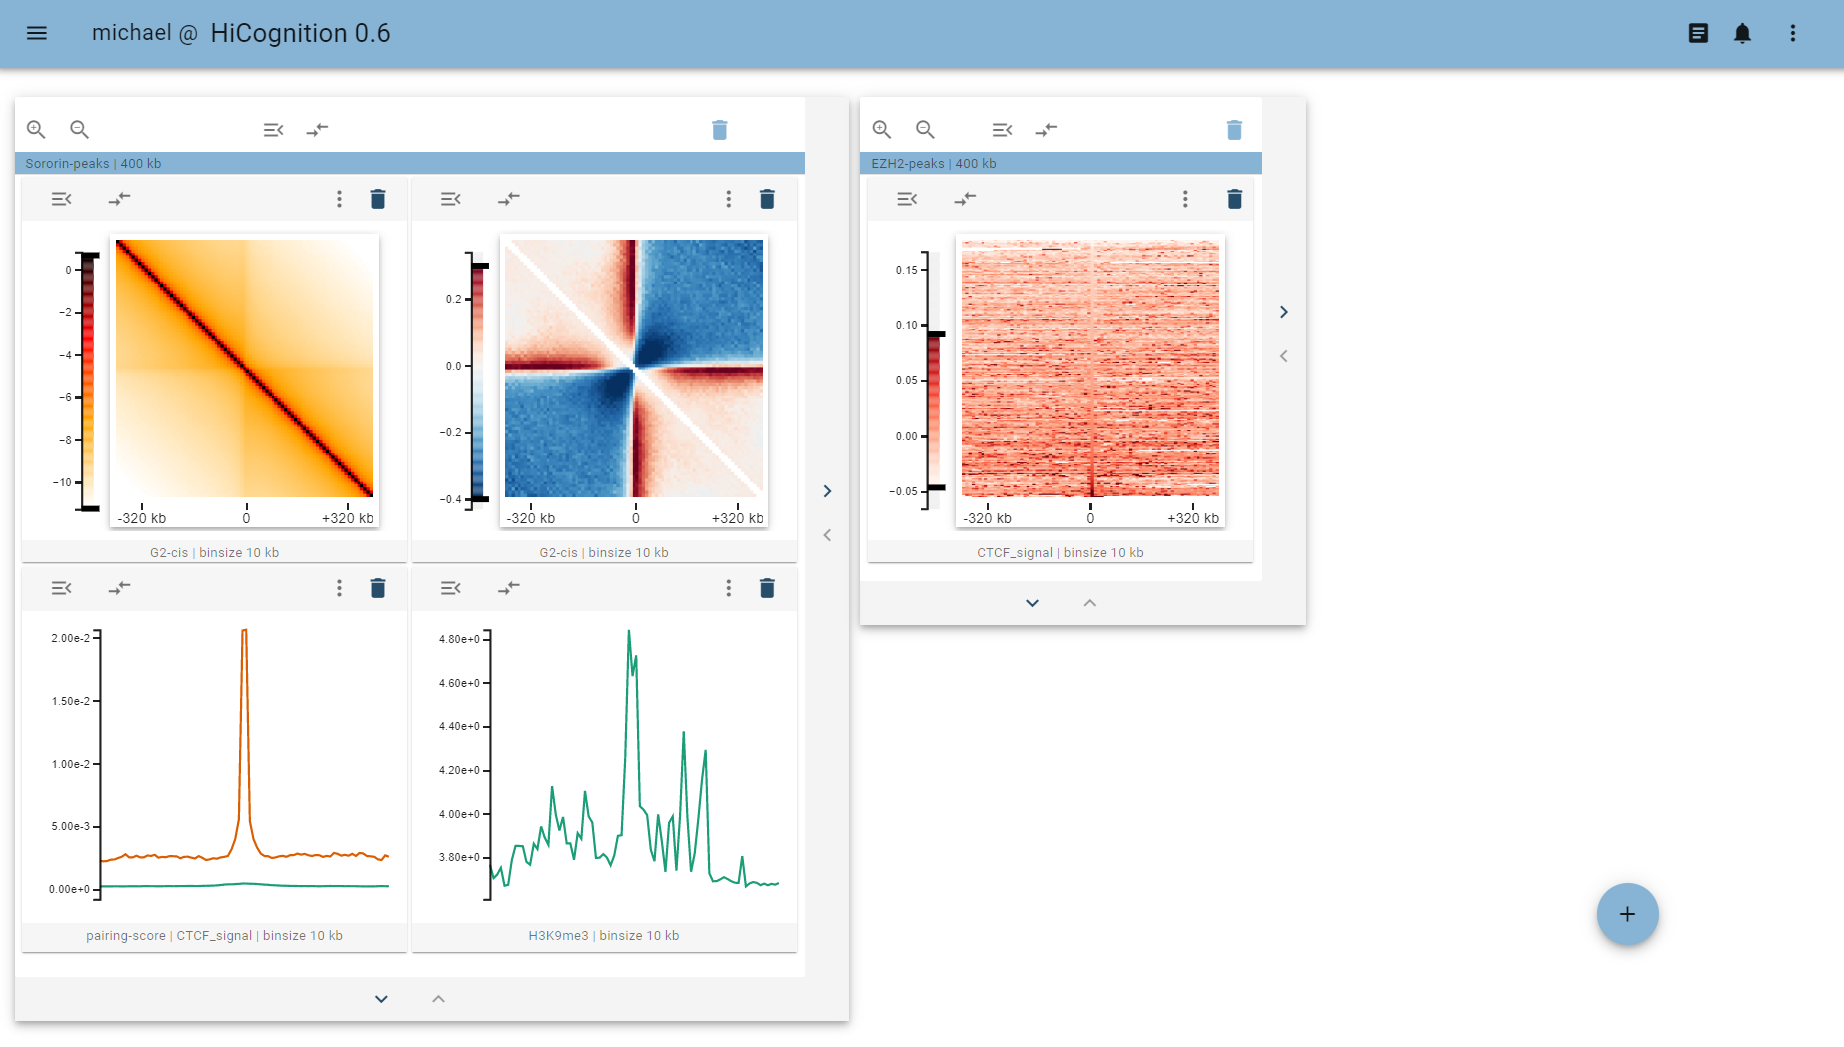 michael @ HiCognition 0.6
Sororin-peaks | 400 kb
0
−2
−4
−6
−8
−10
-320 kb 0 +320 kb
G2-cis | binsize 10 kb
0.2
0.0
−0.2
−0.4
-320 kb 0 +320 kb
G2-cis | binsize 10 kb
2.00e-2
1.50e-2
1.00e-2
5.00e-3
0.00e+0
pairing-score | CTCF_signal | binsize 10 kb
4.80e+0
4.60e+0
4.40e+0
4.20e+0
4.00e+0
3.80e+0
H3K9me3 | binsize 10 kb
EZH2-peaks | 400 kb
0.15
0.10
0.05
0.00
−0.05
-320 kb 0 +320 kb
CTCF_signal | binsize 10 kb